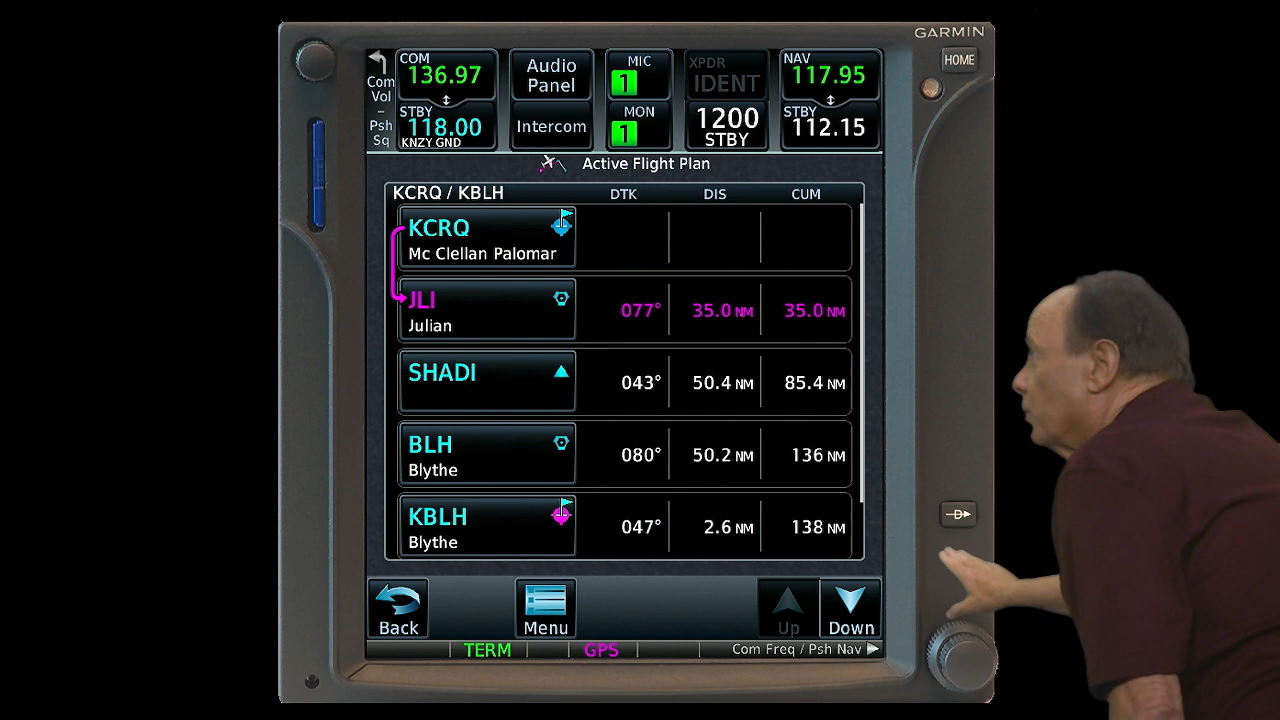 GARMIN
HOME
Com
Vol
–
Psh
Sq
COM
136.97
STBY
118.00
KNZY GND
Audio
Panel
Intercom
MIC
1
MON
1
XPDR
IDENT
1200
STBY
NAV
117.95
STBY
112.15
Active Flight Plan
KCRQ / KBLH DTK DIS CUM
KCRQ
Mc Clellan Palomar
JLI
Julian
077° 35.0 NM 35.0 NM
SHADI
043° 50.4 NM 85.4 NM
BLH
Blythe
080° 50.2 NM 136 NM
KBLH
Blythe
047° 2.6 NM 138 NM
D
Back
Menu
Up
Down
TERM GPS Com Freq / Psh Nav